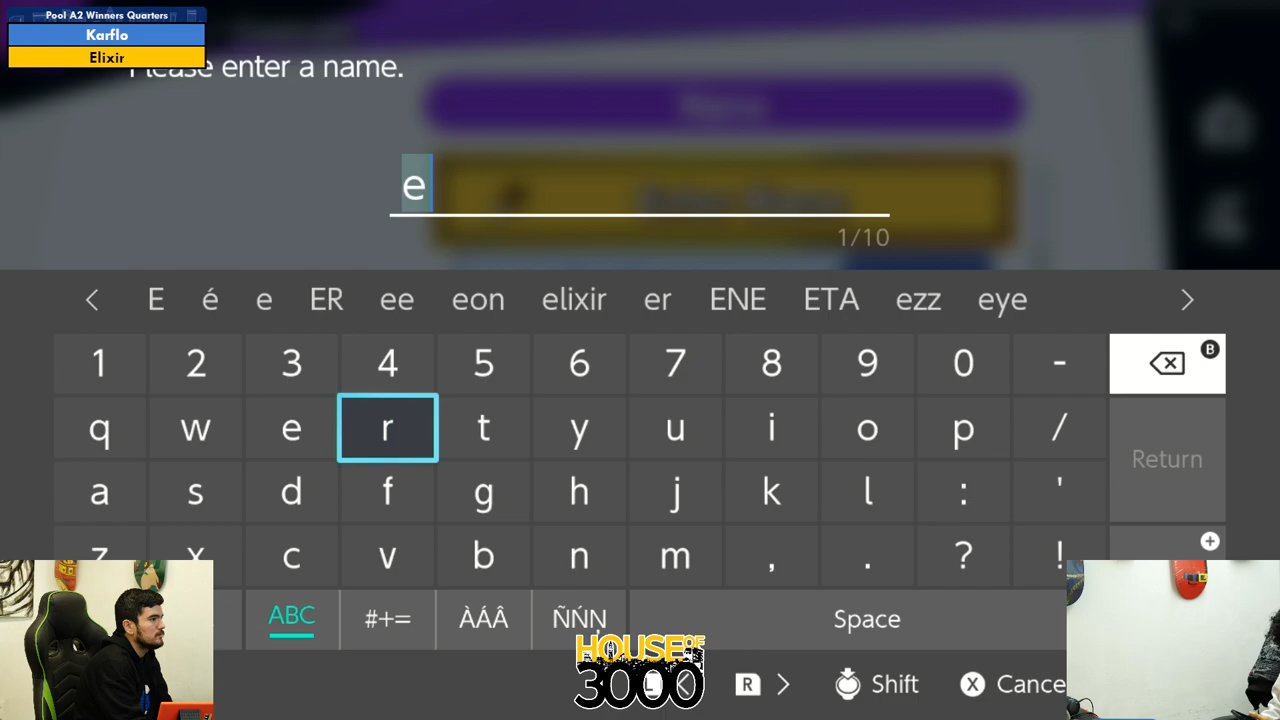 Pool A2 Winners Quarters
Karflo
Elixir
Please enter a name.
e
1/10
E é e ER ee eon elixir er ENE ETA ezz eye
1 2 3 4 5 6 7 8 9 0 - B
q w e r t y u i o p /
a s d f g h j k l : ' Return
z x c v b n m , . ? ! +
ABC #+= ÀÁÂ ÑŃṆ Space
HOUSE OF
3000
L R Shift X Cance